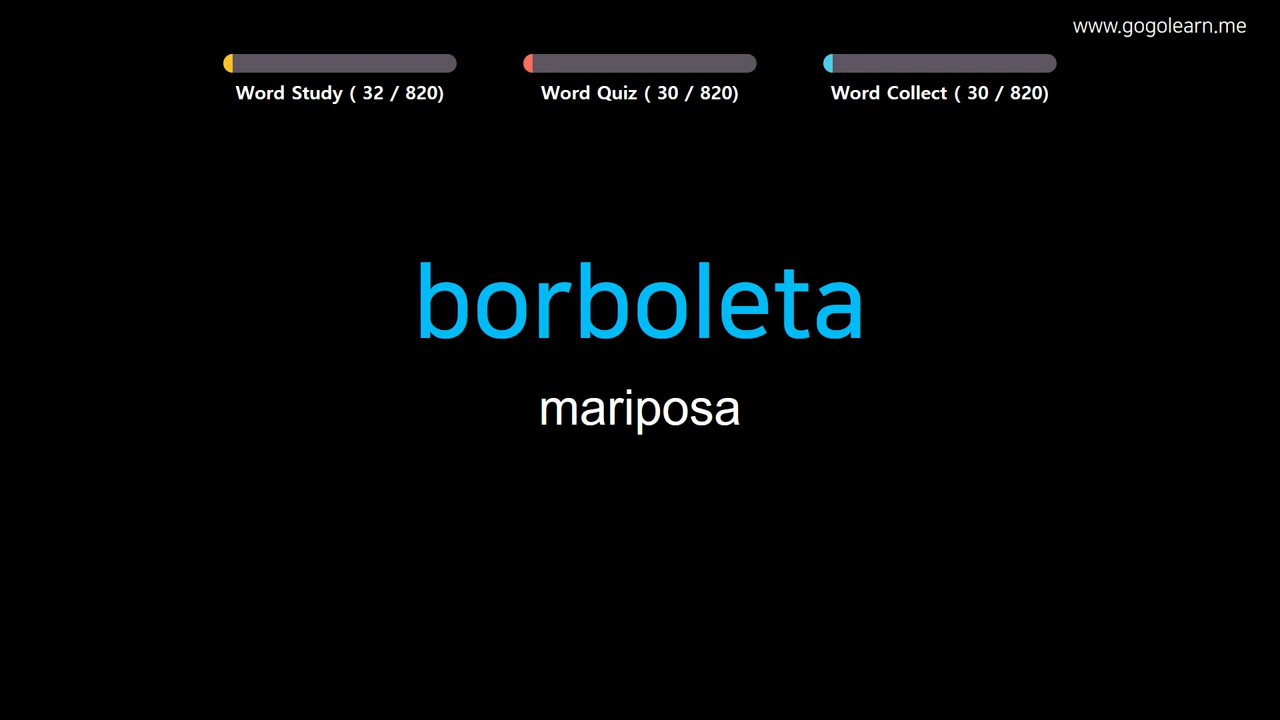 www.gogolearn.me
Word Study ( 32 / 820)
Word Quiz ( 30 / 820)
Word Collect ( 30 / 820)
borboleta
mariposa